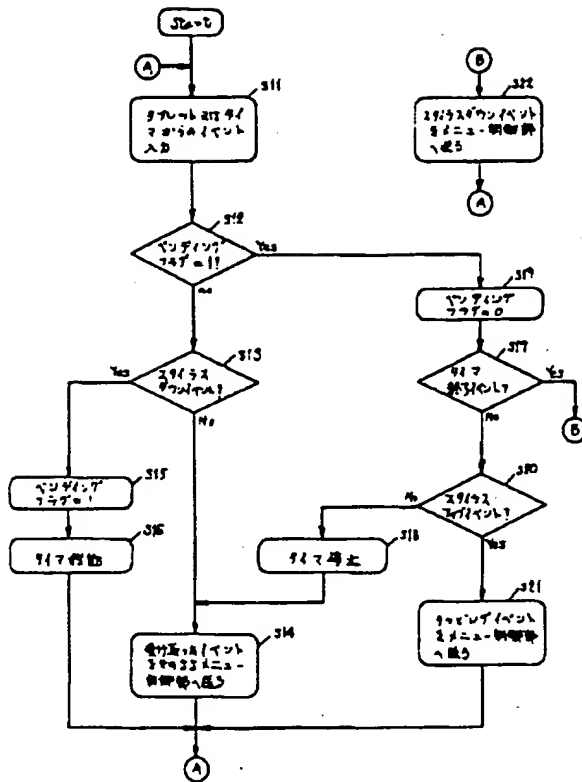 Start
A
S11
タブレット又はタイ
マからのイベント
入力
B
S22
スタイラスダウンイベント
をメニュー制御部
へ送る
A
S12
ペンディング
フラグ=1?
Yes
No
S19
ペンディング
フラグ=0
S13
Yes
スタイラス
ダウンイベント?
No
S17
タイマ
終了イベント?
Yes
No
B
S15
ペンディング
フラグ=1
S16
タイマ始動
S20
No
スタイラス
アップイベント?
Yes
S18
タイマ停止
S21
タッピングイベント
をメニュー制御部
へ送る
S14
受け取ったイベント
をそのままメニュー
制御部へ送る
A